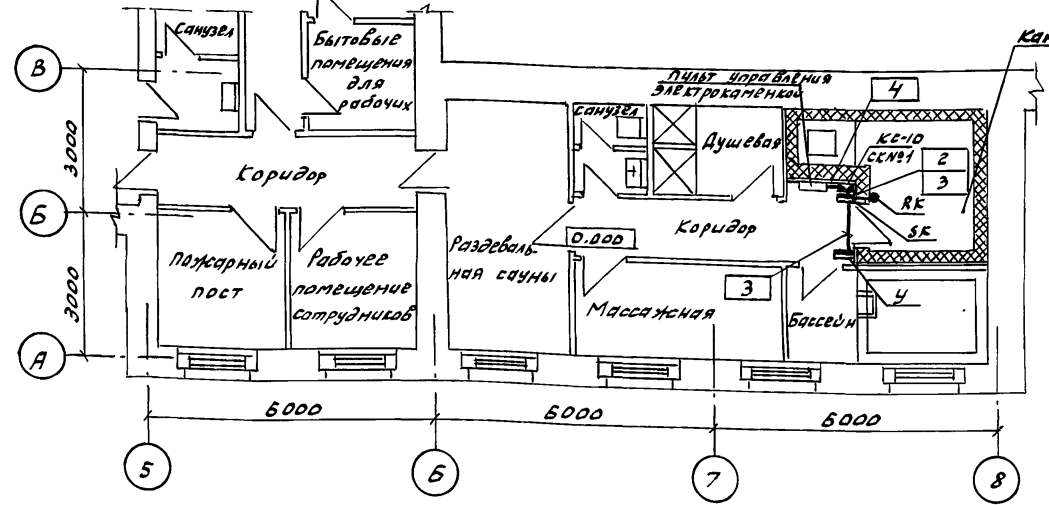 Санузел
Бытовые
помещения
для
рабочих
Кам
Пульт управления
электрокаменкой
4
В
санузел
Душевая
КЕ-10
СК№1
2
3
3000
Коридор
RK
SK
Б
Раздеваль-
ная сауны
0.000
Коридор
Пожарный
пост
Рабочее
помещение
сотрудников
3
У
3000
Массажная
Бассейн
А
6000
6000
6000
5
6
7
8